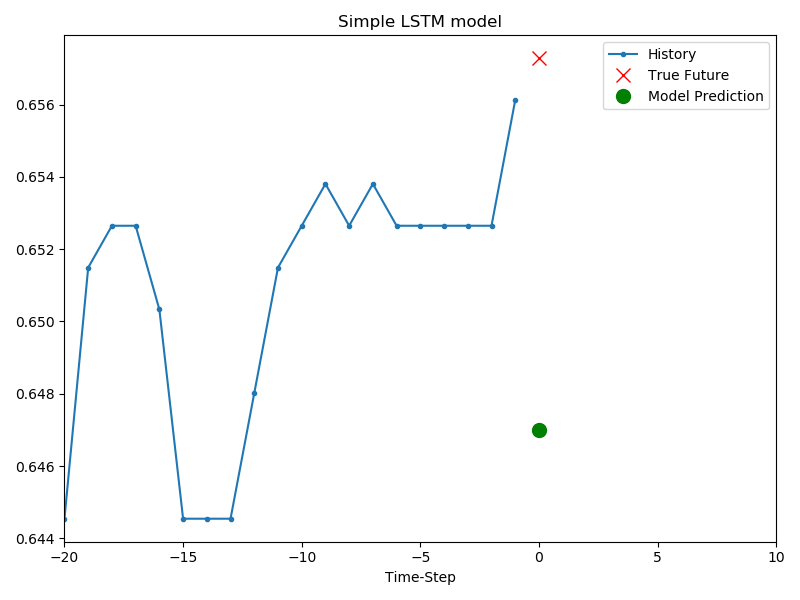 Simple LSTM model
History
True Future
Model Prediction
0.656
0.654
0.652
0.650
0.648
0.646
0.644
−20
−15
−10
−5
0
5
10
Time-Step